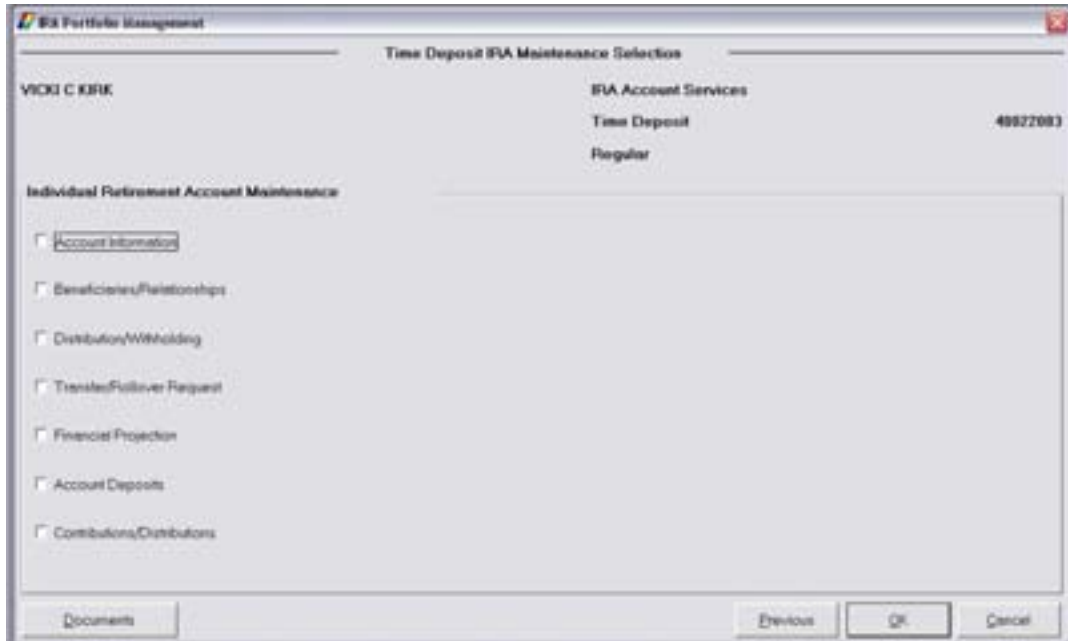 IRA Portfolio Management
Time Deposit IRA Maintenance Selection
VICKI C KIRK
IRA Account Services
Time Deposit 40022003
Regular
Individual Retirement Account Maintenance
Account Information
Beneficiaries/Relationships
Distribution/Withholding
Transfer/Rollover Request
Financial Projection
Account Deposits
Contributions/Distributions
Documents
Previous
OK
Cancel